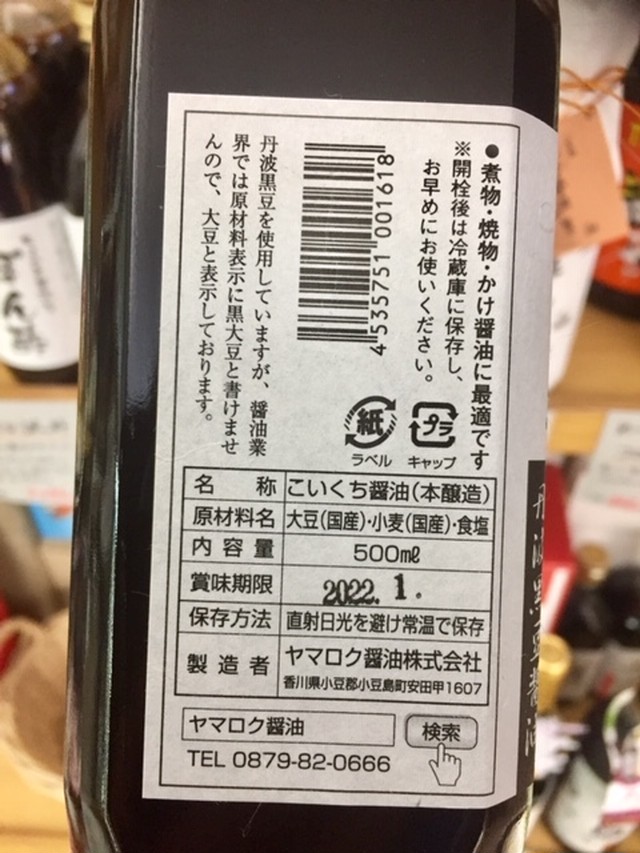 ●煮物・焼物・かけ醤油に最適です
※開栓後は冷蔵庫に保存し、
お早めにお使いください。
4 535751 001618
プラ
キャップ
紙
ラベル
丹波黒豆を使用していますが、醤油業
界では原材料表示に黒大豆と書けませ
んので、大豆と表示しております。
名称 こいくち醤油(本醸造)
原材料名 大豆(国産)・小麦(国産)・食塩
内容量 500㎖
賞味期限 2022.1.
保存方法 直射日光を避け常温で保存
製造者 ヤマロク醤油株式会社
香川県小豆郡小豆島町安田甲1607
ヤマロク醤油 検索
TEL 0879-82-0666
丹波黒豆醤油